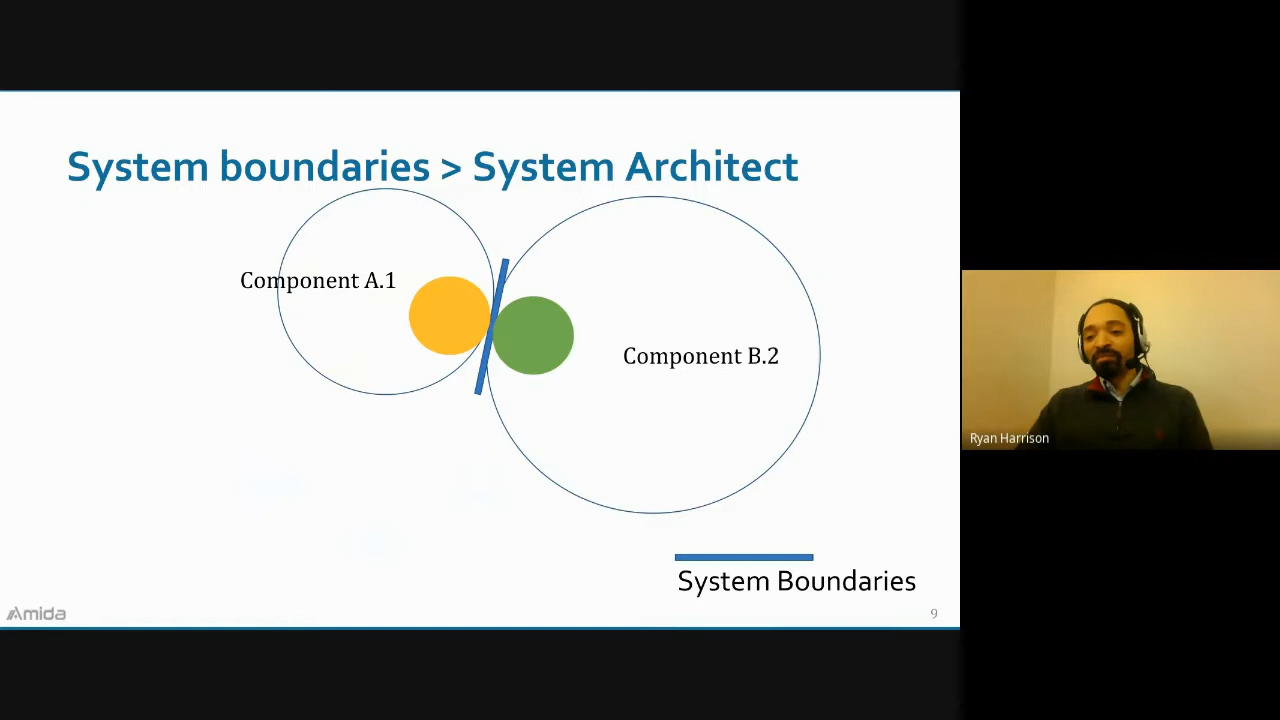 System boundaries > System Architect
Component A.1
Component B.2
System Boundaries
Amida
9
Ryan Harrison